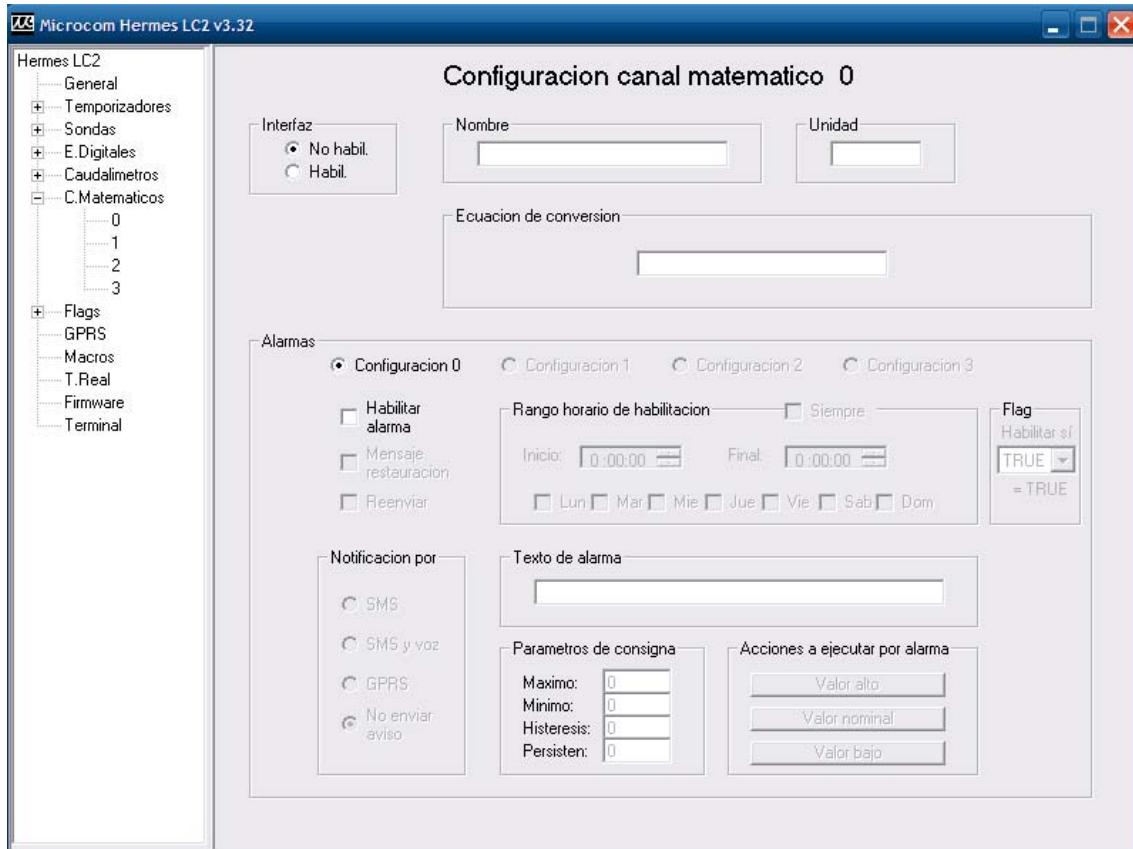 Microcom Hermes LC2 v3.32
Hermes LC2
General
Temporizadores
Sondas
E.Digitales
Caudalimetros
C.Matematicos
0
1
2
3
Flags
GPRS
Macros
T.Real
Firmware
Terminal
Configuracion canal matematico 0
Interfaz
No habil.
Habil.
Nombre
Unidad
Ecuacion de conversion
Alarmas
Configuracion 0 Configuracion 1 Configuracion 2 Configuracion 3
Habilitar
alarma
Mensaje
restauracion
Reenviar
Rango horario de habilitacion Siempre
Inicio: 0:00:00 Final: 0:00:00
Lun Mar Mie Jue Vie Sab Dom
Flag
Habilitar sí
TRUE
= TRUE
Notificacion por
SMS
SMS y voz
GPRS
No enviar
aviso
Texto de alarma
Parametros de consigna
Maximo: 0
Minimo: 0
Histeresis: 0
Persisten: 0
Acciones a ejecutar por alarma
Valor alto
Valor nominal
Valor bajo